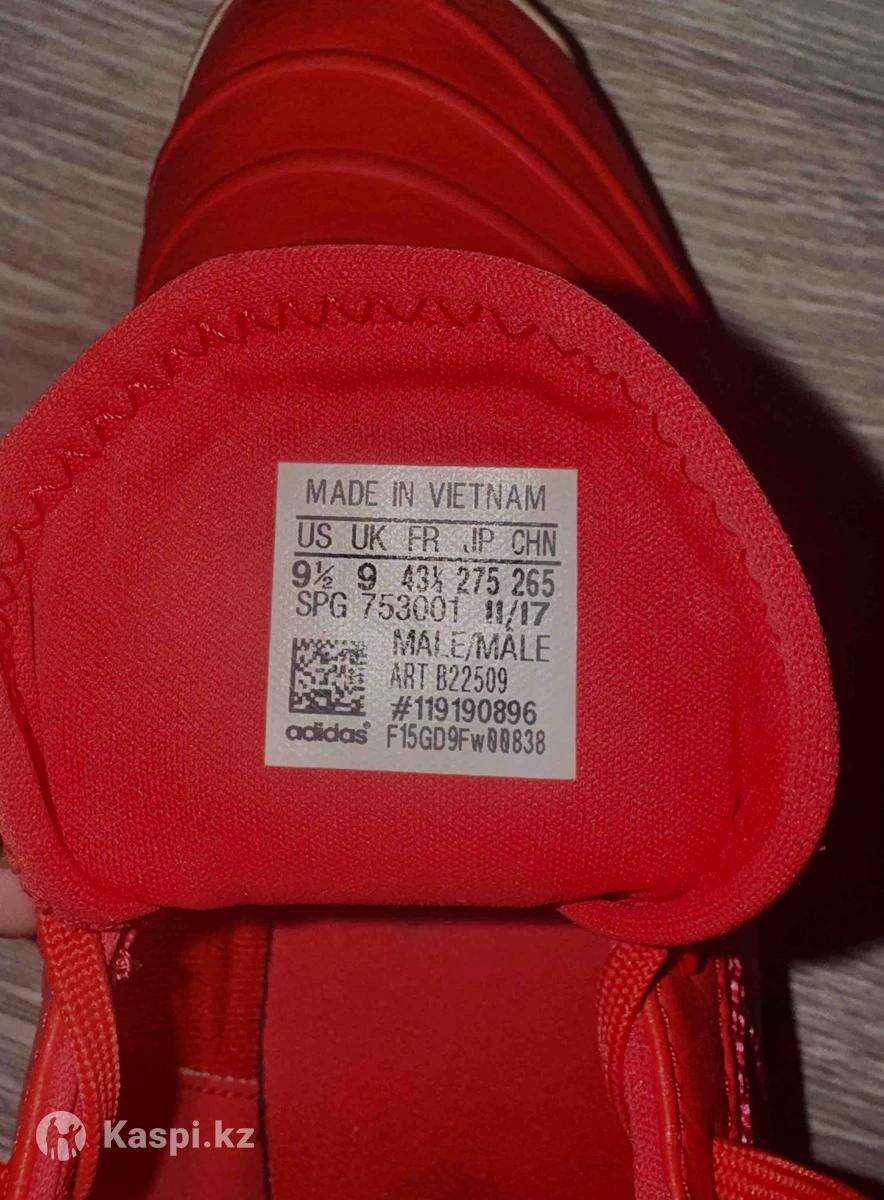 MADE IN VIETNAM
US UK FR JP CHN
9½ 9 43⅓ 275 265
SPG 753001 11/17
MALE/MÂLE
ART B22509
#119190896
adidas® F15GD9Fw00838
Kaspi.kz